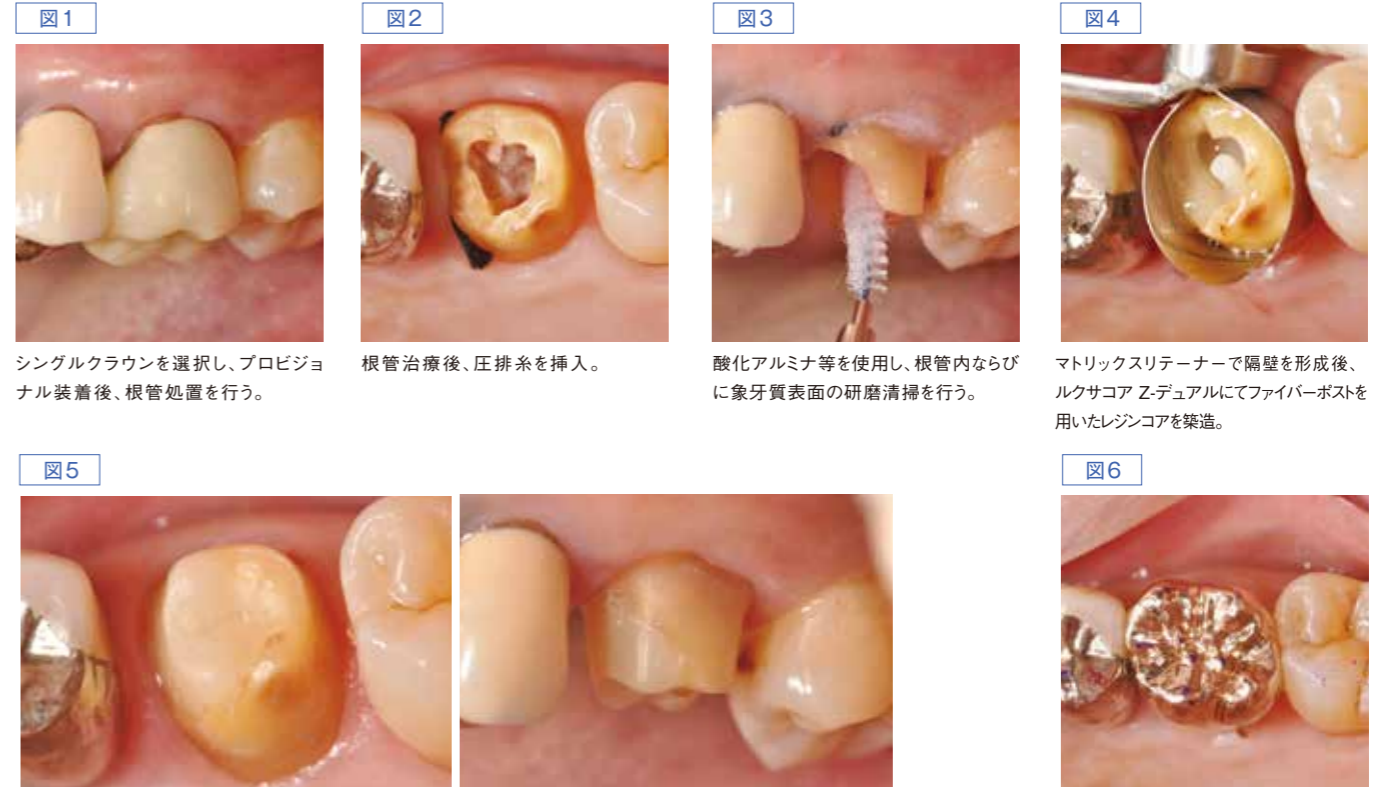 図1
図2
図3
図4
シングルクラウンを選択し、プロビジョ
ナル装着後、根管処置を行う。
根管治療後、圧排糸を挿入。
酸化アルミナ等を使用し、根管内ならび
に象牙質表面の研磨清掃を行う。
マトリックスリテーナーで隔壁を形成後、
ルクサコア Z-デュアルにてファイバーポストを
用いたレジンコアを築造。
図5
図6